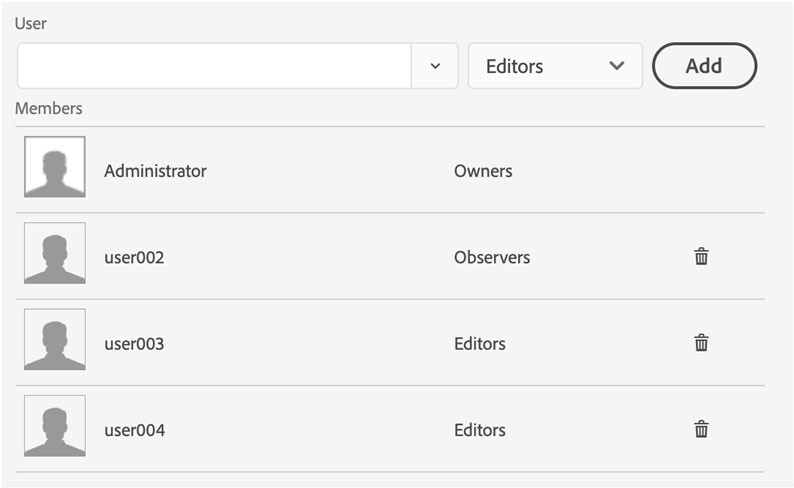 User
Editors Add
Members
Administrator Owners
user002 Observers
user003 Editors
user004 Editors